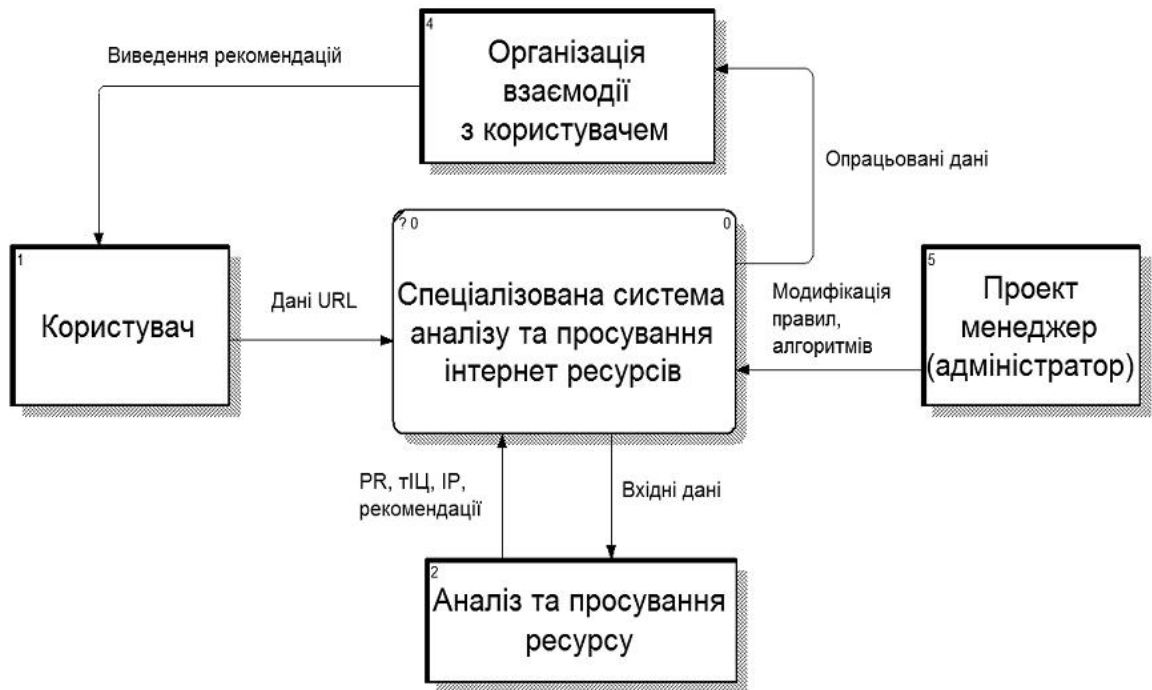 4
Організація
взаємодії
з користувачем
Виведення рекомендацій
Опрацьовані дані
1
Користувач
Дані URL
? 0
0
Спеціалізована система
аналізу та просування
інтернет ресурсів
Модифікація
правил,
алгоритмів
5
Проект
менеджер
(адміністратор)
PR, тІЦ, IP,
рекомендації
Вхідні дані
2
Аналіз та просування
ресурсу